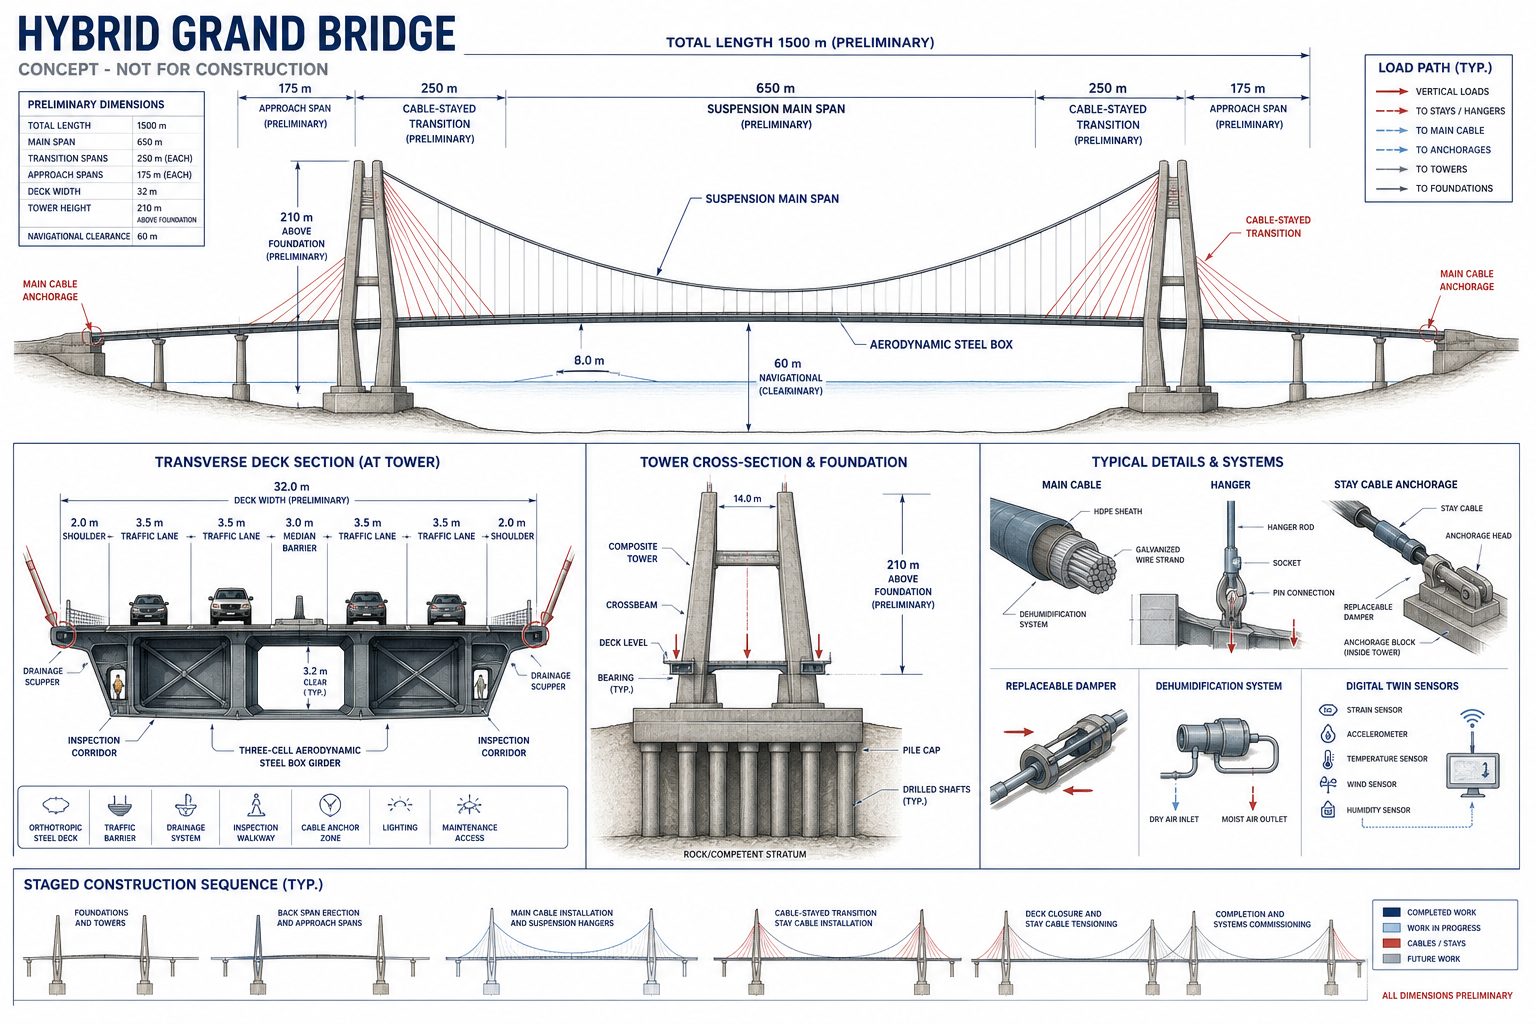 HYBRID GRAND BRIDGE
CONCEPT - NOT FOR CONSTRUCTION
PRELIMINARY DIMENSIONS
TOTAL LENGTH 1500 m
MAIN SPAN 650 m
TRANSITION SPANS 250 m (EACH)
APPROACH SPANS 175 m (EACH)
DECK WIDTH 32 m
TOWER HEIGHT 210 m
ABOVE FOUNDATION
NAVIGATIONAL CLEARANCE 60 m
TOTAL LENGTH 1500 m (PRELIMINARY)
175 m
APPROACH SPAN
(PRELIMINARY)
250 m
CABLE-STAYED
TRANSITION
(PRELIMINARY)
650 m
SUSPENSION MAIN SPAN
(PRELIMINARY)
250 m
CABLE-STAYED
TRANSITION
(PRELIMINARY)
175 m
APPROACH SPAN
(PRELIMINARY)
LOAD PATH (TYP.)
VERTICAL LOADS
TO STAYS / HANGERS
TO MAIN CABLE
TO ANCHORAGES
TO TOWERS
TO FOUNDATIONS
210 m
ABOVE
FOUNDATION
(PRELIMINARY)
SUSPENSION MAIN SPAN
CABLE-STAYED
TRANSITION
MAIN CABLE
ANCHORAGE
MAIN CABLE
ANCHORAGE
AERODYNAMIC STEEL BOX
8.0 m
60 m
NAVIGATIONAL
TRANSVERSE DECK SECTION (AT TOWER)
32.0 m
DECK WIDTH (PRELIMINARY)
2.0 m
SHOULDER
3.5 m
TRAFFIC LANE
3.5 m
TRAFFIC LANE
3.0 m
MEDIAN
BARRIER
3.5 m
TRAFFIC LANE
3.5 m
TRAFFIC LANE
2.0 m
SHOULDER
3.2 m
CLEAR
(TYP.)
DRAINAGE
SCUPPER
DRAINAGE
SCUPPER
INSPECTION
CORRIDOR
THREE-CELL AERODYNAMIC
STEEL BOX GIRDER
INSPECTION
CORRIDOR
ORTHOTROPIC
STEEL DECK
TRAFFIC
BARRIER
DRAINAGE
SYSTEM
INSPECTION
WALKWAY
CABLE ANCHOR
ZONE
LIGHTING
MAINTENANCE
ACCESS
TOWER CROSS-SECTION & FOUNDATION
14.0 m
COMPOSITE
TOWER
CROSSBEAM
DECK LEVEL
BEARING
(TYP.)
210 m
ABOVE
FOUNDATION
(PRELIMINARY)
PILE CAP
DRILLED SHAFTS
(TYP.)
ROCK/COMPETENT STRATUM
TYPICAL DETAILS & SYSTEMS
MAIN CABLE
HDPE SHEATH
GALVANIZED
WIRE STRAND
DEHUMIDIFICATION
SYSTEM
HANGER
HANGER ROD
SOCKET
PIN CONNECTION
STAY CABLE ANCHORAGE
STAY CABLE
ANCHORAGE HEAD
REPLACEABLE
DAMPER
ANCHORAGE BLOCK
(INSIDE TOWER)
REPLACEABLE DAMPER
DEHUMIDIFICATION SYSTEM
DRY AIR INLET
MOIST AIR OUTLET
DIGITAL TWIN SENSORS
STRAIN SENSOR
ACCELEROMETER
TEMPERATURE SENSOR
WIND SENSOR
HUMIDITY SENSOR
STAGED CONSTRUCTION SEQUENCE (TYP.)
FOUNDATIONS
AND TOWERS
BACK SPAN ERECTION
AND APPROACH SPANS
MAIN CABLE INSTALLATION
AND SUSPENSION HANGERS
CABLE-STAYED TRANSITION
STAY CABLE INSTALLATION
DECK CLOSURE AND
STAY CABLE TENSIONING
COMPLETION AND
SYSTEMS COMMISSIONING
COMPLETED WORK
WORK IN PROGRESS
CABLES / STAYS
FUTURE WORK
ALL DIMENSIONS PRELIMINARY